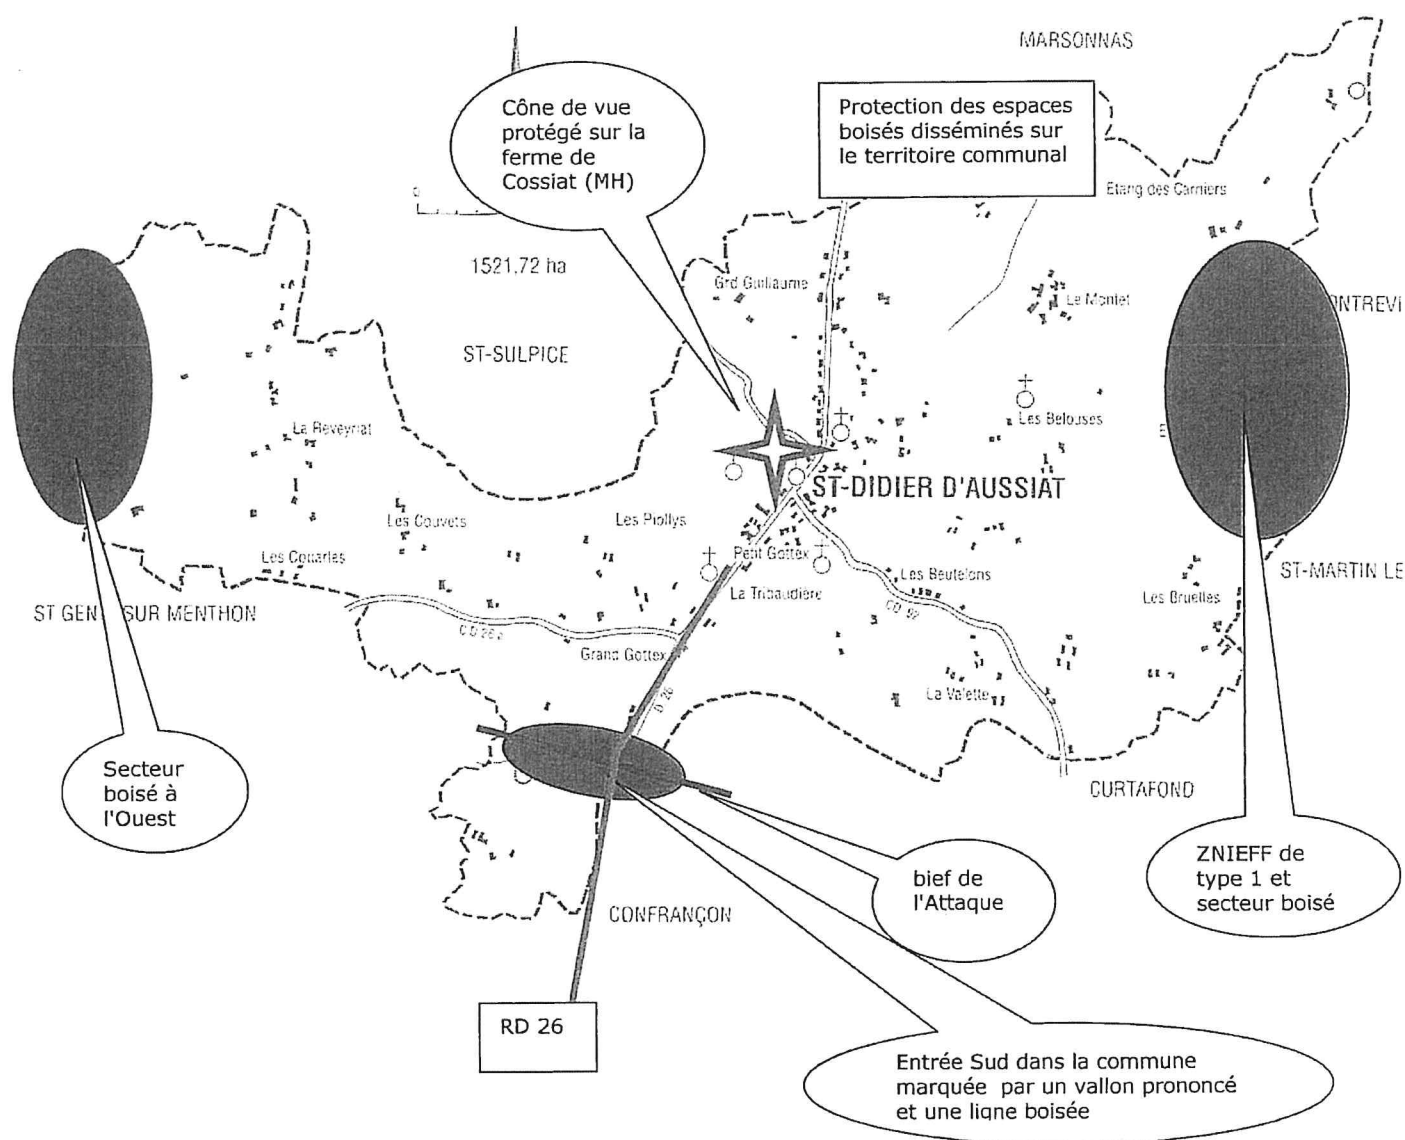 MARSONNAS
Cône de vue
protégé sur la
ferme de
Cossiat (MH)
Protection des espaces
boisés disséminés sur
le territoire communal
Etang des Carniers
0
1521.72 ha
Grd Guillaume
Le Montet
ONTREVI
ST-SULPICE
La Reveyriat
Les Belouses
E
ST-DIDIER D'AUSSIAT
Les Couvets
Les Piollys
Petit Gottex
Les Couarles
Les Beutelons
ST-MARTIN LE
La Tribaudière
Les Bruelles
ST GENI SUR MENTHON
CD 92
CD 26
Grand Gottex
La Valette
D 26
Secteur
boisé à
l'Ouest
CURTAFOND
ZNIEFF de
type 1 et
secteur boisé
bief de
l'Attaque
CONFRANÇON
RD 26
Entrée Sud dans la commune
marquée par un vallon prononcé
et une ligne boisée